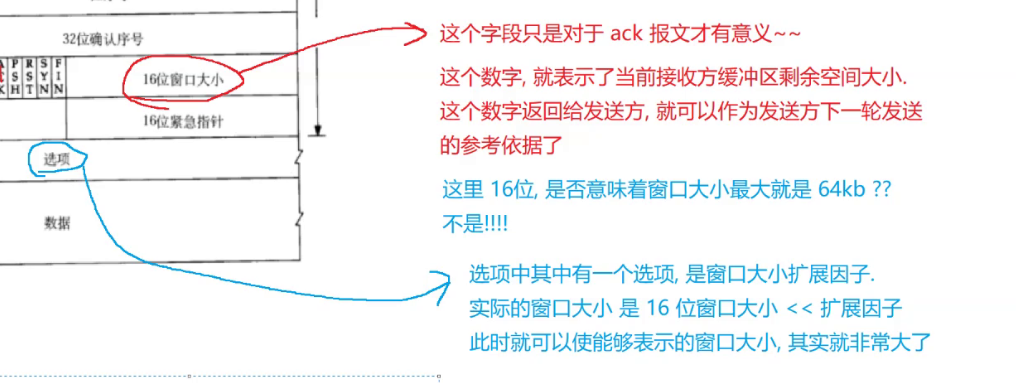 32位确认序号
这个字段只是对于 ack 报文才有意义~~
A C K
P S H
R S T
S Y N
F I N
16位窗口大小
这个数字, 就表示了当前接收方缓冲区剩余空间大小.
这个数字返回给发送方, 就可以作为发送方下一轮发送
的参考依据了
16位紧急指针
选项
这里 16位, 是否意味着窗口大小最大就是 64kb ??
不是!!!!
数据
选项中其中有一个选项, 是窗口大小扩展因子.
实际的窗口大小 是 16 位窗口大小 << 扩展因子
此时就可以使能够表示的窗口大小, 其实就非常大了